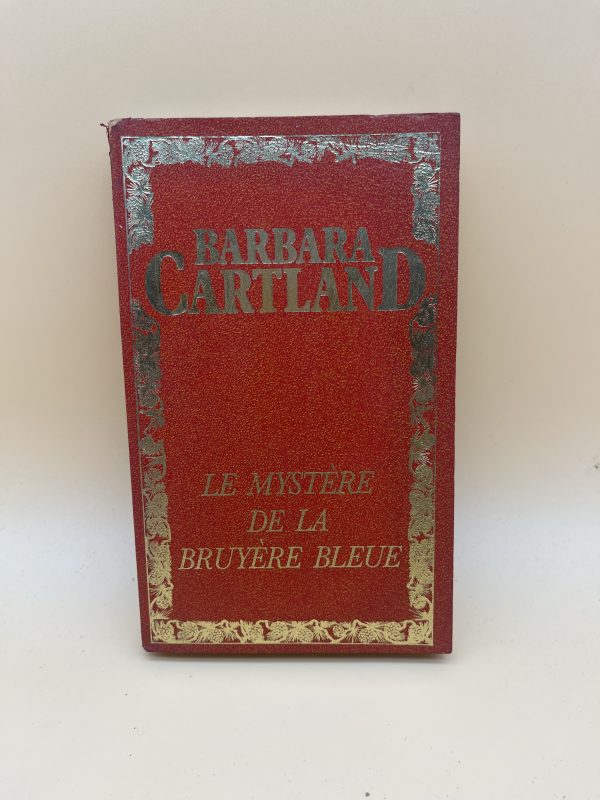 BARBARA
CARTLAND
LE MYSTÈRE
DE LA
BRUYÈRE BLEUE